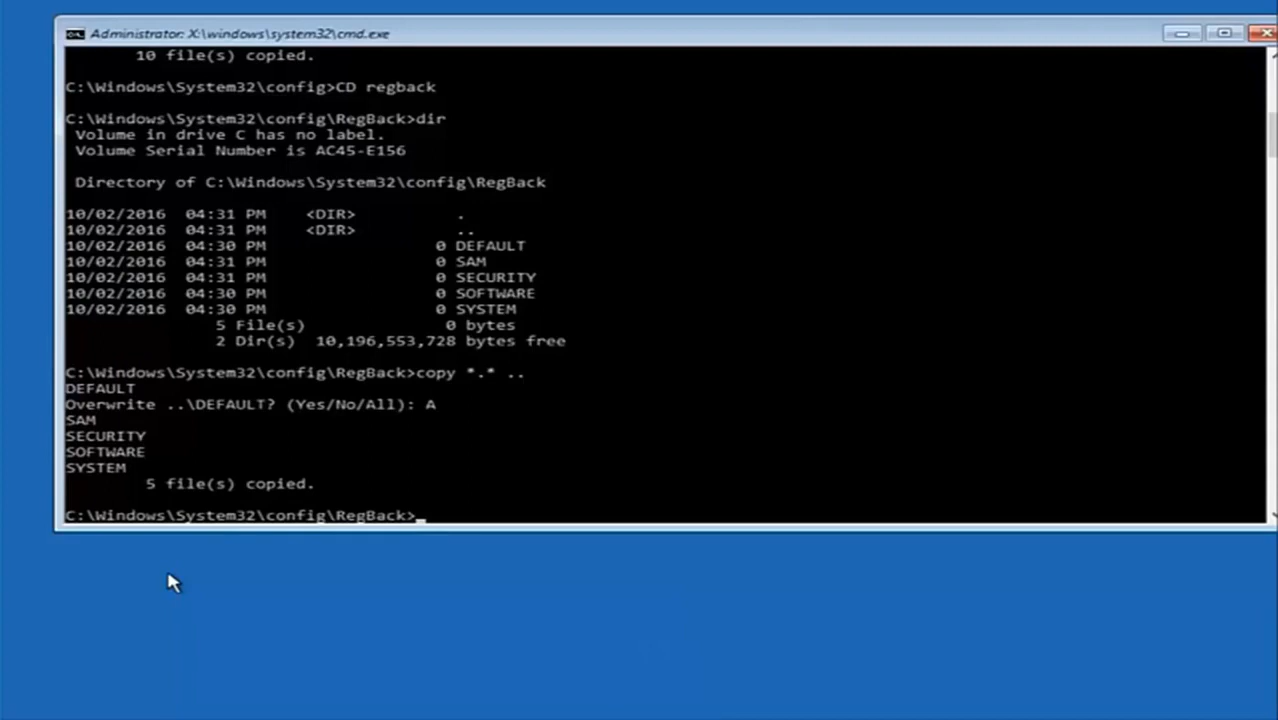 Administrator: X:\windows\system32\cmd.exe
10 file(s) copied.
C:\Windows\System32\config>CD regback
C:\Windows\System32\config\RegBack>dir
Volume in drive C has no label.
Volume Serial Number is AC45-E156
Directory of C:\Windows\System32\config\RegBack
10/02/2016 04:31 PM <DIR> .
10/02/2016 04:31 PM <DIR> ..
10/02/2016 04:30 PM 0 DEFAULT
10/02/2016 04:31 PM 0 SAM
10/02/2016 04:31 PM 0 SECURITY
10/02/2016 04:30 PM 0 SOFTWARE
10/02/2016 04:30 PM 0 SYSTEM
5 File(s) 0 bytes
2 Dir(s) 10,196,553,728 bytes free
C:\Windows\System32\config\RegBack>copy *.* ..
DEFAULT
Overwrite ..\DEFAULT? (Yes/No/All): A
SAM
SECURITY
SOFTWARE
SYSTEM
5 file(s) copied.
C:\Windows\System32\config\RegBack>_